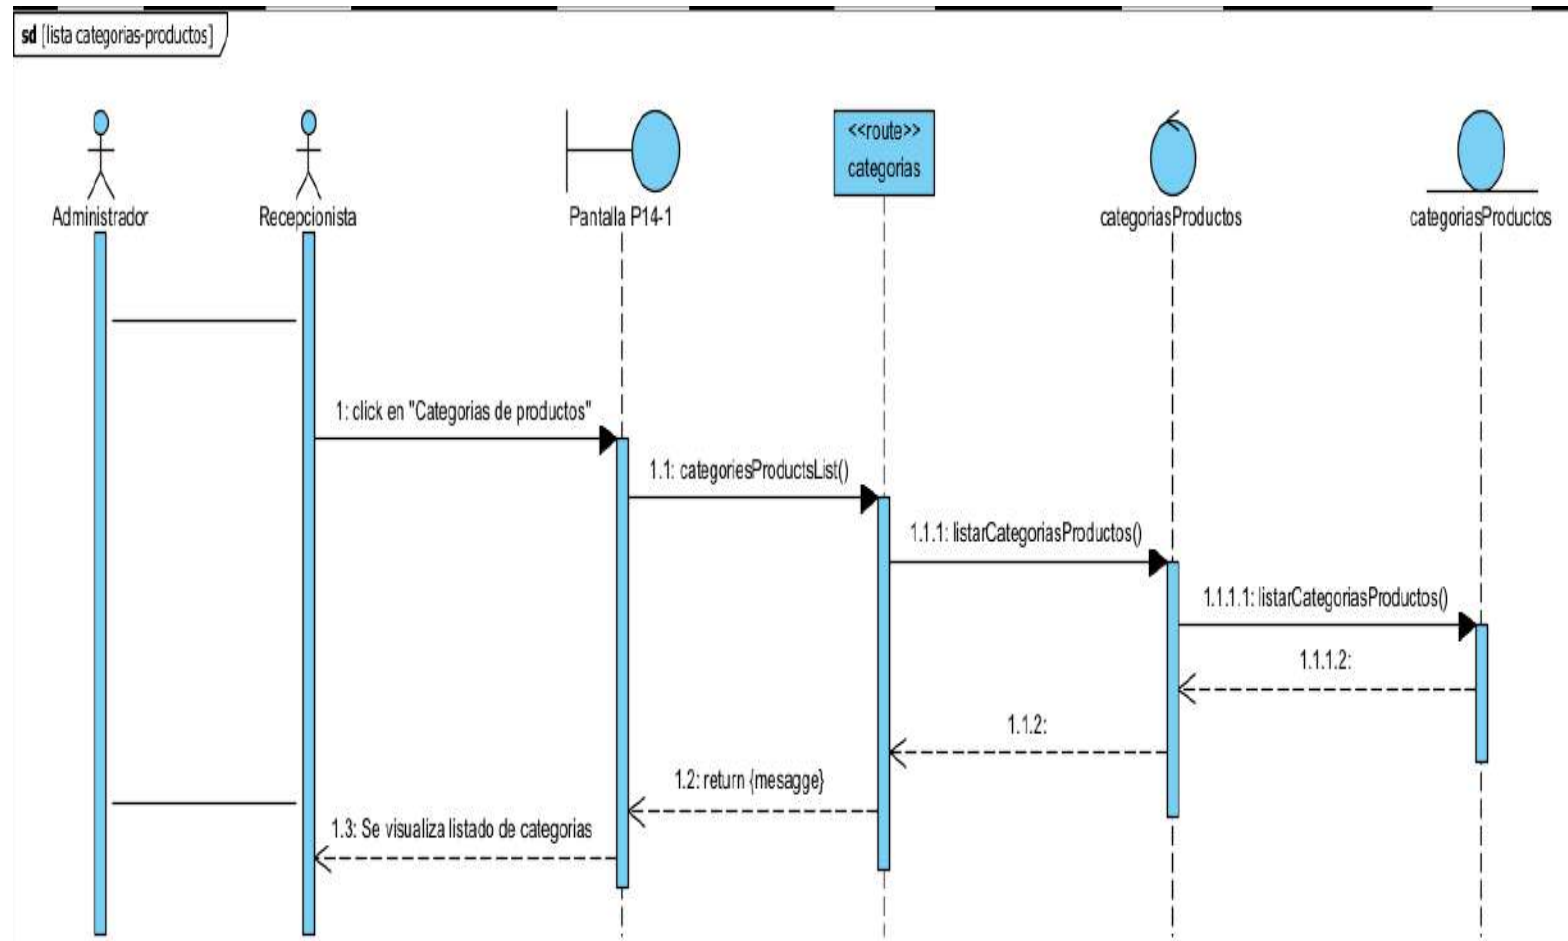 sd [lista categorias-productos]
<<route>>
categorias
Administrador
Recepcionista
Pantalla P14-1
categoriasProductos
categoriasProductos
1: click en "Categorias de productos"
1.1: categoriesProductsList()
1.1.1: listarCategoriasProductos()
1.1.1.1: listarCategoriasProductos()
1.1.1.2:
1.1.2:
1.2: return {mesagge}
1.3: Se visualiza listado de categorias